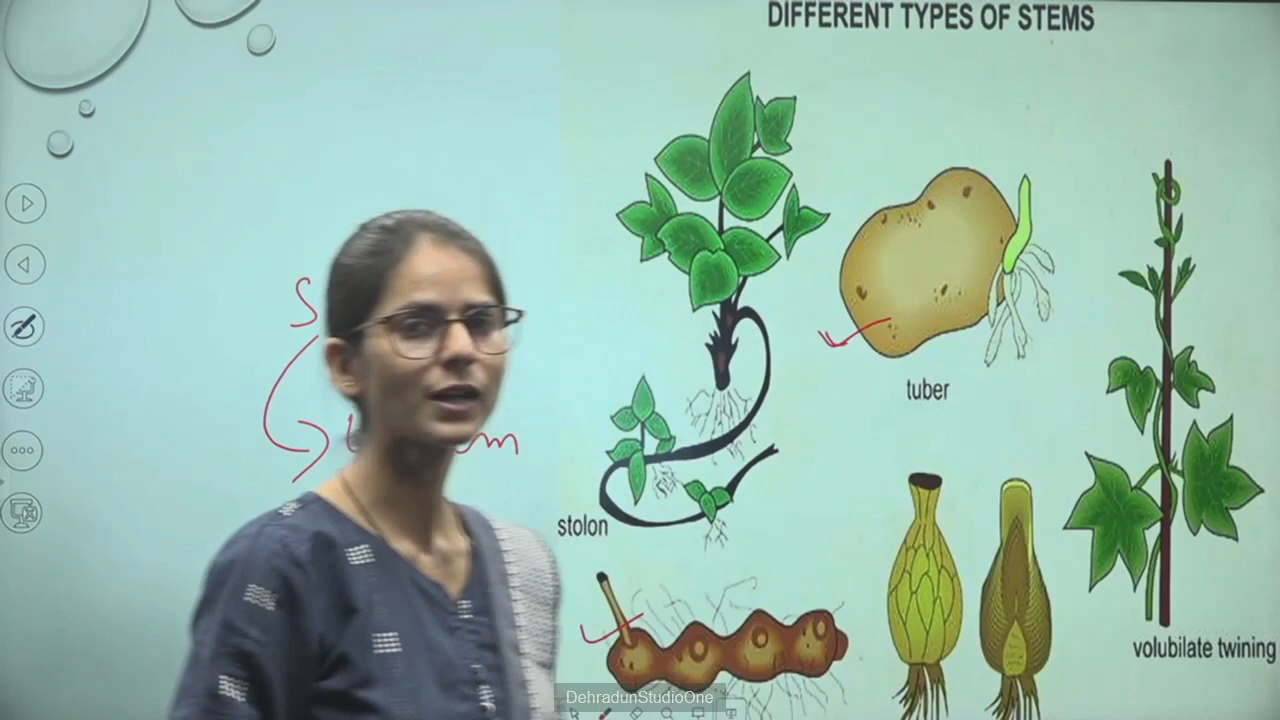 DIFFERENT TYPES OF STEMS
tuber
stolon
volubilate twining
DehradunStudioOne